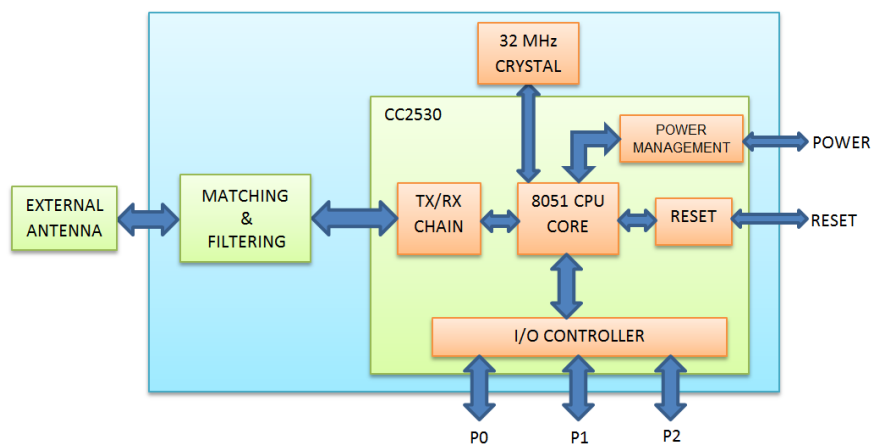 32 MHz
CRYSTAL
CC2530
POWER
MANAGEMENT
POWER
EXTERNAL
ANTENNA
MATCHING
&
FILTERING
TX/RX
CHAIN
8051 CPU
CORE
RESET
RESET
I/O CONTROLLER
P0
P1
P2